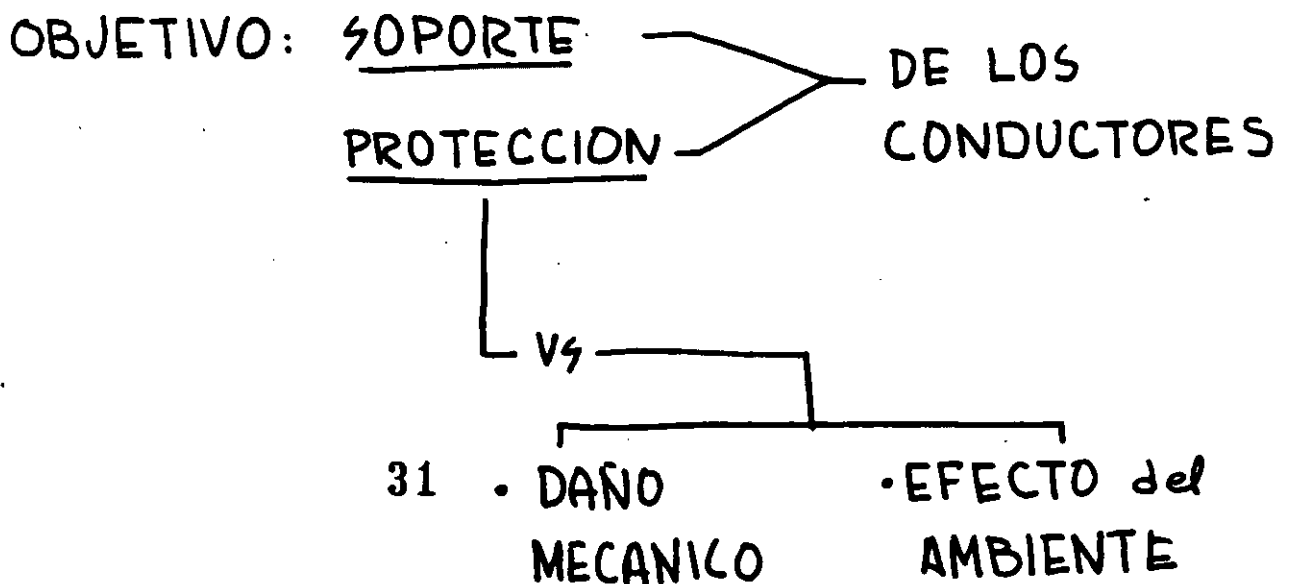 OBJETIVO: SOPORTE
DE LOS
PROTECCION
CONDUCTORES
VS
31 · DAÑO
MECANICO
· EFECTO del
AMBIENTE